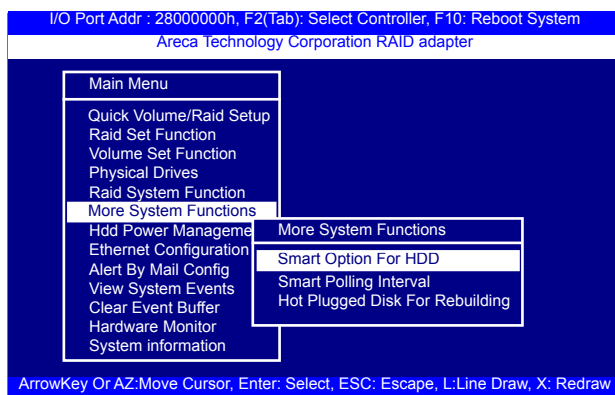 I/O Port Addr : 28000000h, F2(Tab): Select Controller, F10: Reboot System
Areca Technology Corporation RAID adapter
Main Menu
Quick Volume/Raid Setup
Raid Set Function
Volume Set Function
Physical Drives
Raid System Function
More System Functions
Hdd Power Manageme
Ethernet Configuration
Alert By Mail Config
View System Events
Clear Event Buffer
Hardware Monitor
System information
More System Functions
Smart Option For HDD
Smart Polling Interval
Hot Plugged Disk For Rebuilding
ArrowKey Or AZ:Move Cursor, Enter: Select, ESC: Escape, L:Line Draw, X: Redraw